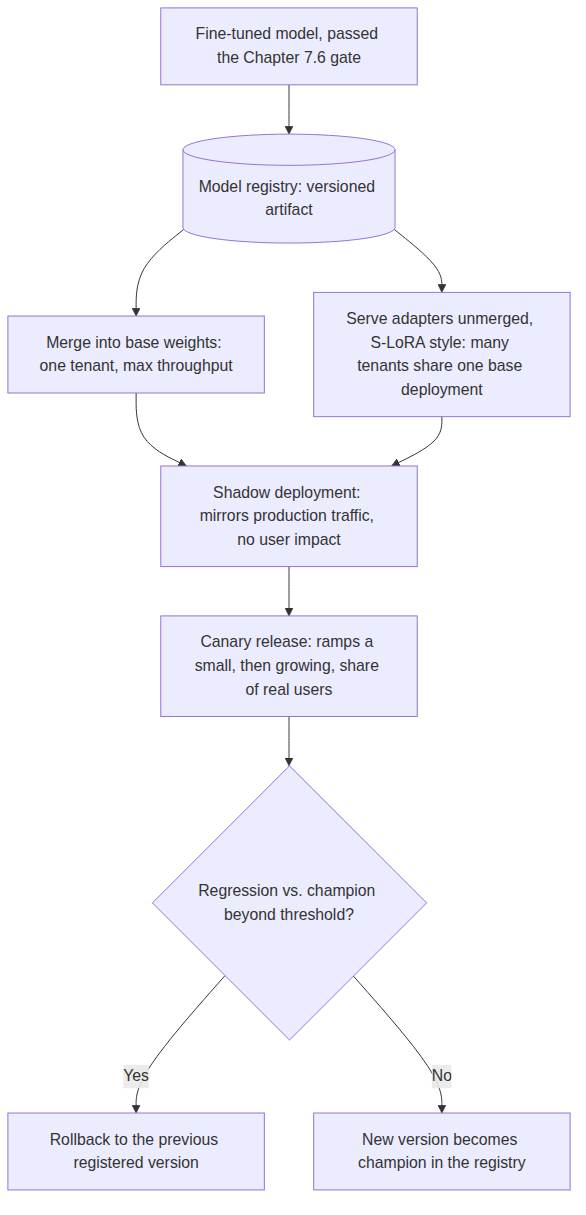 Fine-tuned model, passed
the Chapter 7.6 gate
Model registry: versioned
artifact
Merge into base weights:
one tenant, max throughput
Serve adapters unmerged,
S-LoRA style: many
tenants share one base
deployment
Shadow deployment:
mirrors production traffic,
no user impact
Canary release: ramps a
small, then growing, share
of real users
Regression vs. champion
beyond threshold?
Yes
No
Rollback to the previous
registered version
New version becomes
champion in the registry